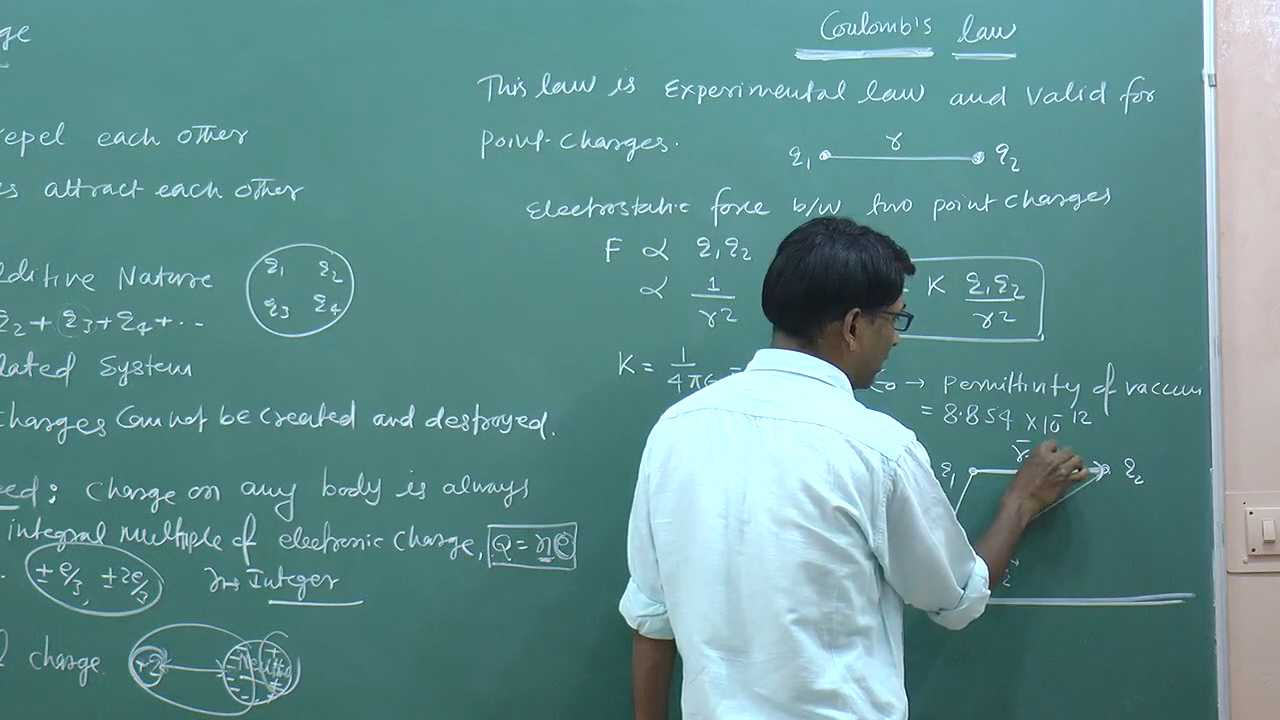 ge
repel each other
es attract each other
dditive Nature
q1 q2
q3 q4
q2 + q3 + q4 + ..
lated System
Charges Cannot be created and destroyed.
ed: Charge on any body is always
integral multiple of electronic charge, Q = ne
± e/3, ± 2e/3 n → Integer
charge
Coulomb's law
This law is Experimental law and Valid for
point-charges.
q1 r q2
Electrostatic force b/w two point charges
F ∝ q1q2
∝ 1/r2
K q1q2/r2
K = 1/4πϵ
→ permittivity of vaccum
= 8.854 × 10-12
q1 r q2